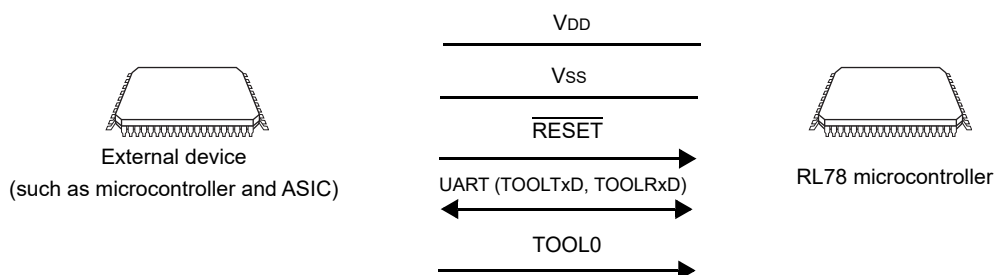 VDD
Vss
RESET
External device
(such as microcontroller and ASIC)
UART (TOOLTxD, TOOLRxD)
RL78 microcontroller
TOOL0